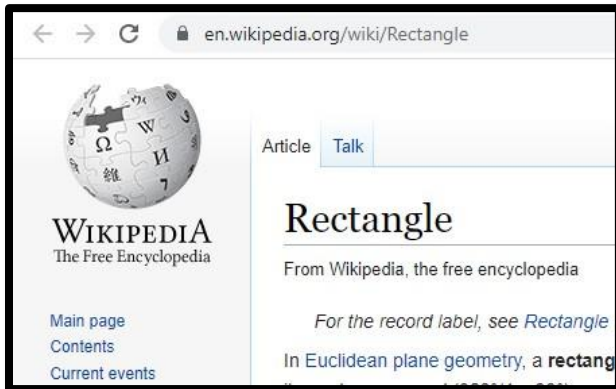 en.wikipedia.org/wiki/Rectangle
Article Talk
WIKIPEDIA
The Free Encyclopedia
Rectangle
From Wikipedia, the free encyclopedia
For the record label, see Rectangle
In Euclidean plane geometry, a rectang
Main page
Contents
Current events